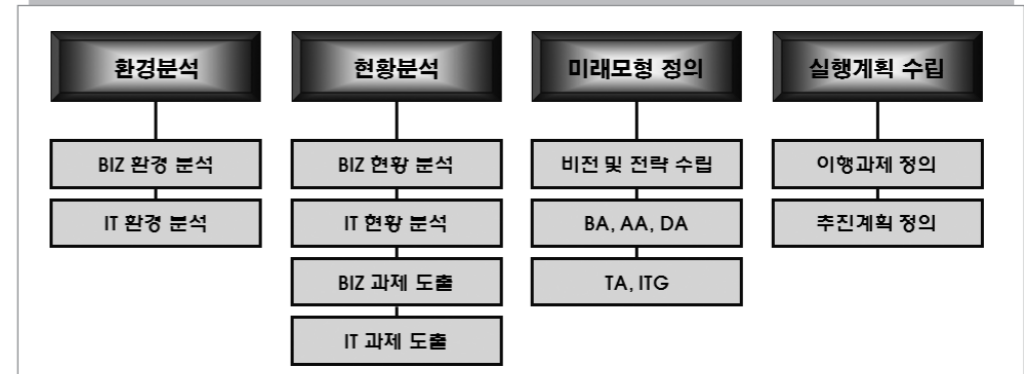 환경분석
BIZ 환경 분석
IT 환경 분석
현황분석
BIZ 현황 분석
IT 현황 분석
BIZ 과제 도출
IT 과제 도출
미래모형 정의
비전 및 전략 수립
BA, AA, DA
TA, ITG
실행계획 수립
이행과제 정의
추진계획 정의